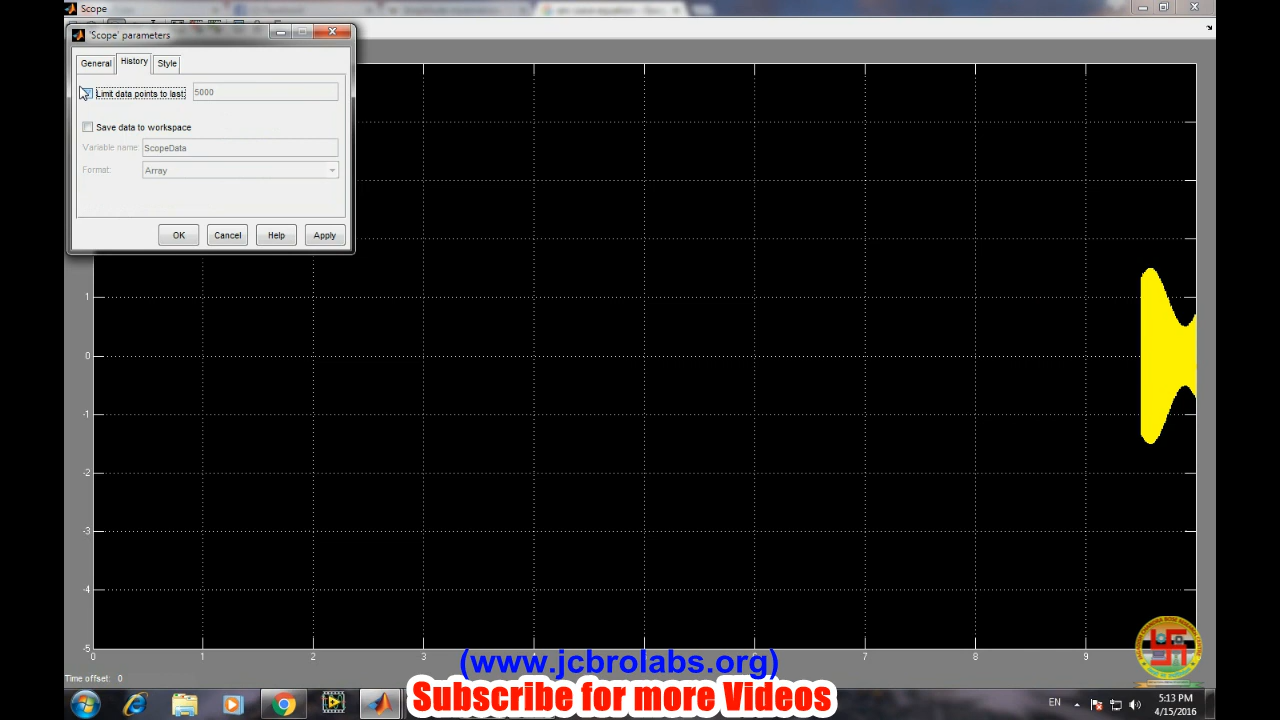 Scope
'Scope' parameters
General History Style
Limit data points to last: 5000
Save data to workspace
Variable name: ScopeData
Format: Array
OK Cancel Help Apply
1
0
-1
-2
-3
-4
-5
0 1 2 3 4 5 6 7 8 9
Time offset: 0
(www.jcbrolabs.org)
Subscribe for more Videos
EN
5:13 PM
4/15/2016